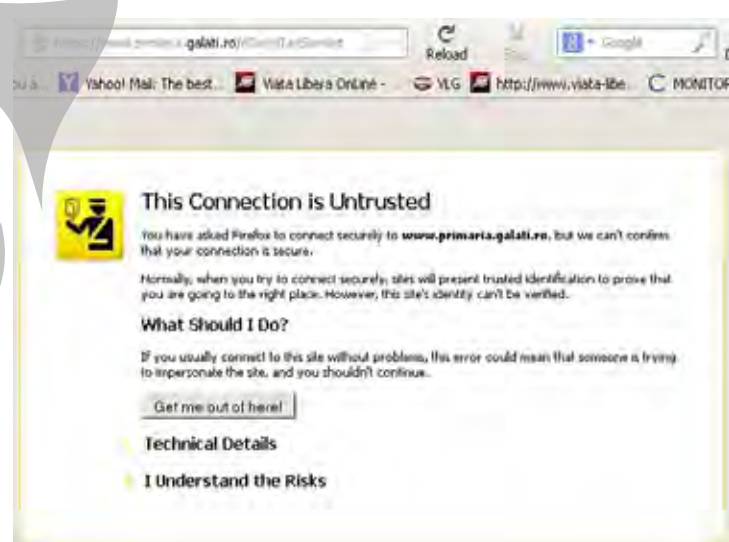 galati.ro/
Reload
Google
Yahoo! Mail: The best... Viata Libera OnLine - ... VLG http://www.viata-libe... MONITOR
This Connection is Untrusted
You have asked Firefox to connect securely to www.primaria.galati.ro, but we can't confirm
that your connection is secure.
Normally, when you try to connect securely, sites will present trusted identification to prove that
you are going to the right place. However, this site's identity can't be verified.
What Should I Do?
If you usually connect to this site without problems, this error could mean that someone is trying
to impersonate the site, and you shouldn't continue.
Get me out of here!
Technical Details
I Understand the Risks